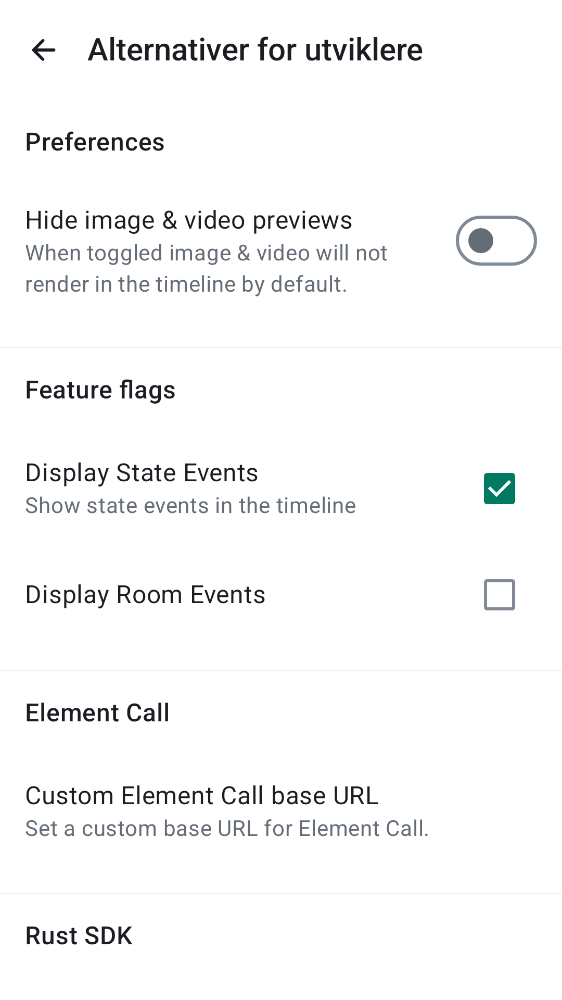 Alternativer for utviklere
Preferences
Hide image & video previews
When toggled image & video will not
render in the timeline by default.
Feature flags
Display State Events
Show state events in the timeline
Display Room Events
Element Call
Custom Element Call base URL
Set a custom base URL for Element Call.
Rust SDK